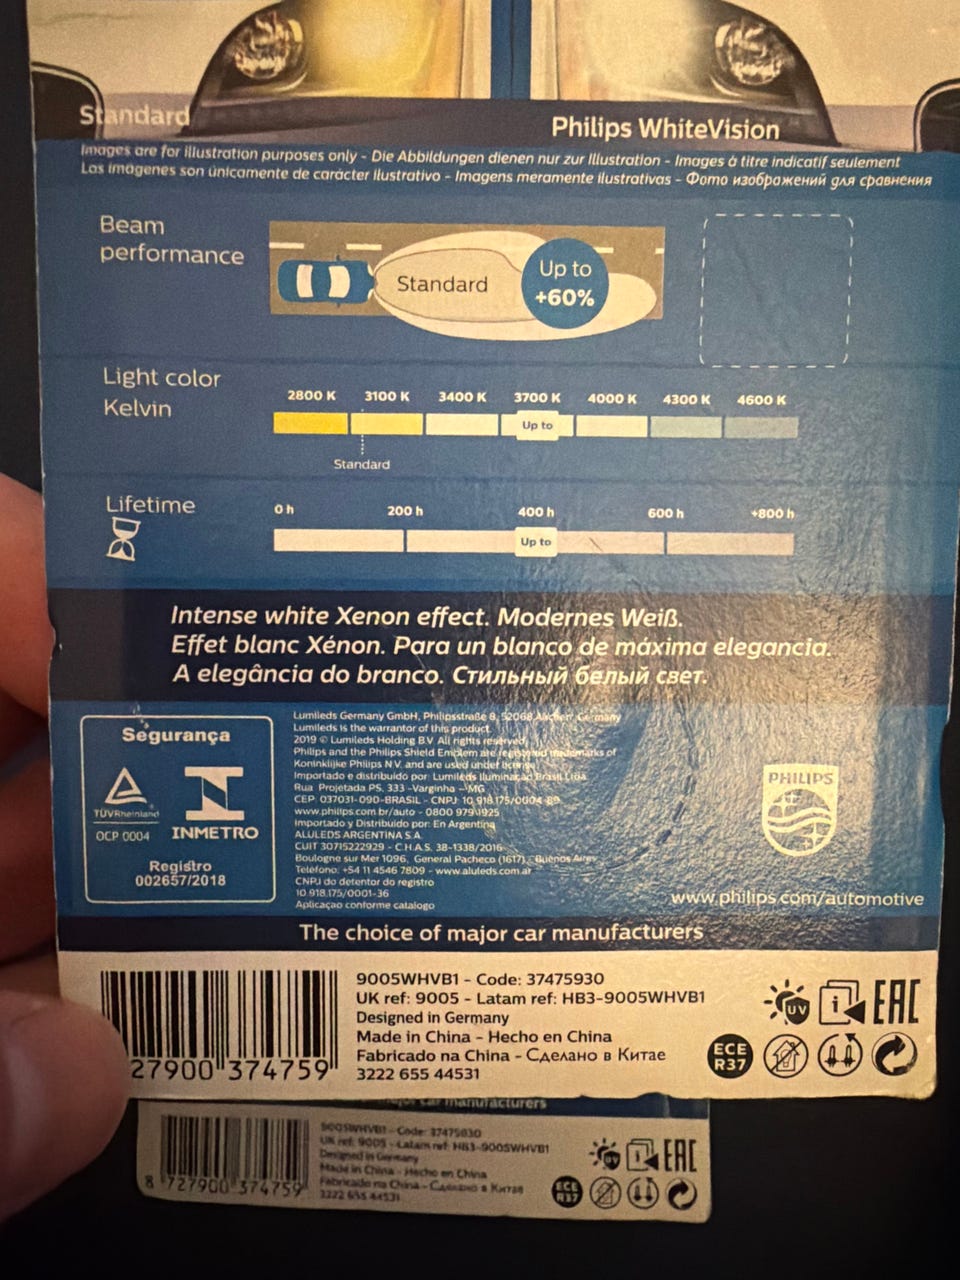 Standard
Philips WhiteVision
Images are for illustration purposes only - Die Abbildungen dienen nur zur Illustration - Images à titre indicatif seulement
Las imágenes son únicamente de carácter ilustrativo - Imagens meramente ilustrativas - Фото изображений для сравнения
Beam
performance
Standard
Up to
+60%
Light color
Kelvin
2800 K 3100 K 3400 K 3700 K 4000 K 4300 K 4600 K
Up to
Standard
Lifetime
0 h 200 h 400 h 600 h +800 h
Up to
Intense white Xenon effect. Modernes Weiß.
Effet blanc Xénon. Para un blanco de máxima elegancia.
A elegância do branco. Стильный белый свет.
Segurança
TÜVRheinland
OCP 0004
INMETRO
Registro
002657/2018
Lumileds Germany GmbH, Philipsstraße 8, 52068 Aachen, Germany
Lumileds is the warrantor of this product.
2019 © Lumileds Holding B.V. All rights reserved.
Philips and the Philips Shield Emblem are registered trademarks of
Koninklijke Philips N.V. and are used under license.
Importado e distribuido por: Lumileds Iluminação Brasil Ltda
Rua Projetada PS, 333 -Varginha - MG
CEP: 037031-090-BRASIL - CNPJ: 10.918.175/0004-89
www.philips.com.br/auto - 0800 979 1925
Importado y Distribuido por: En Argentina
ALULEDS ARGENTINA S.A.
CUIT 30715222929 - C.H.A.S. 38-1338/2016
Boulogne sur Mer 1096, General Pacheco (1617), Buenos Aires
Teléfono: +54 11 4546 7809 - www.aluleds.com.ar
CNPJ do detentor do registro
10.918.175/0001-36
Aplicaçao conforme catalogo
PHILIPS
www.philips.com/automotive
The choice of major car manufacturers
27900 374759
9005WHVB1 - Code: 37475930
UK ref: 9005 - Latam ref: HB3-9005WHVB1
Designed in Germany
Made in China - Hecho en China
Fabricado na China - Сделано в Китае
3222 655 44531
UV
EAC
ECE
R37
major car manufacturers
8 727900 374759
9005WHVB1 - Code: 37475930
UK ref: 9005 - Latam ref: HB3-9005WHVB1
Designed in Germany
Made in China - Hecho en China
Fabricado na China - Сделано в Китае
3222 655 44531
UV
EAC
ECE
R37